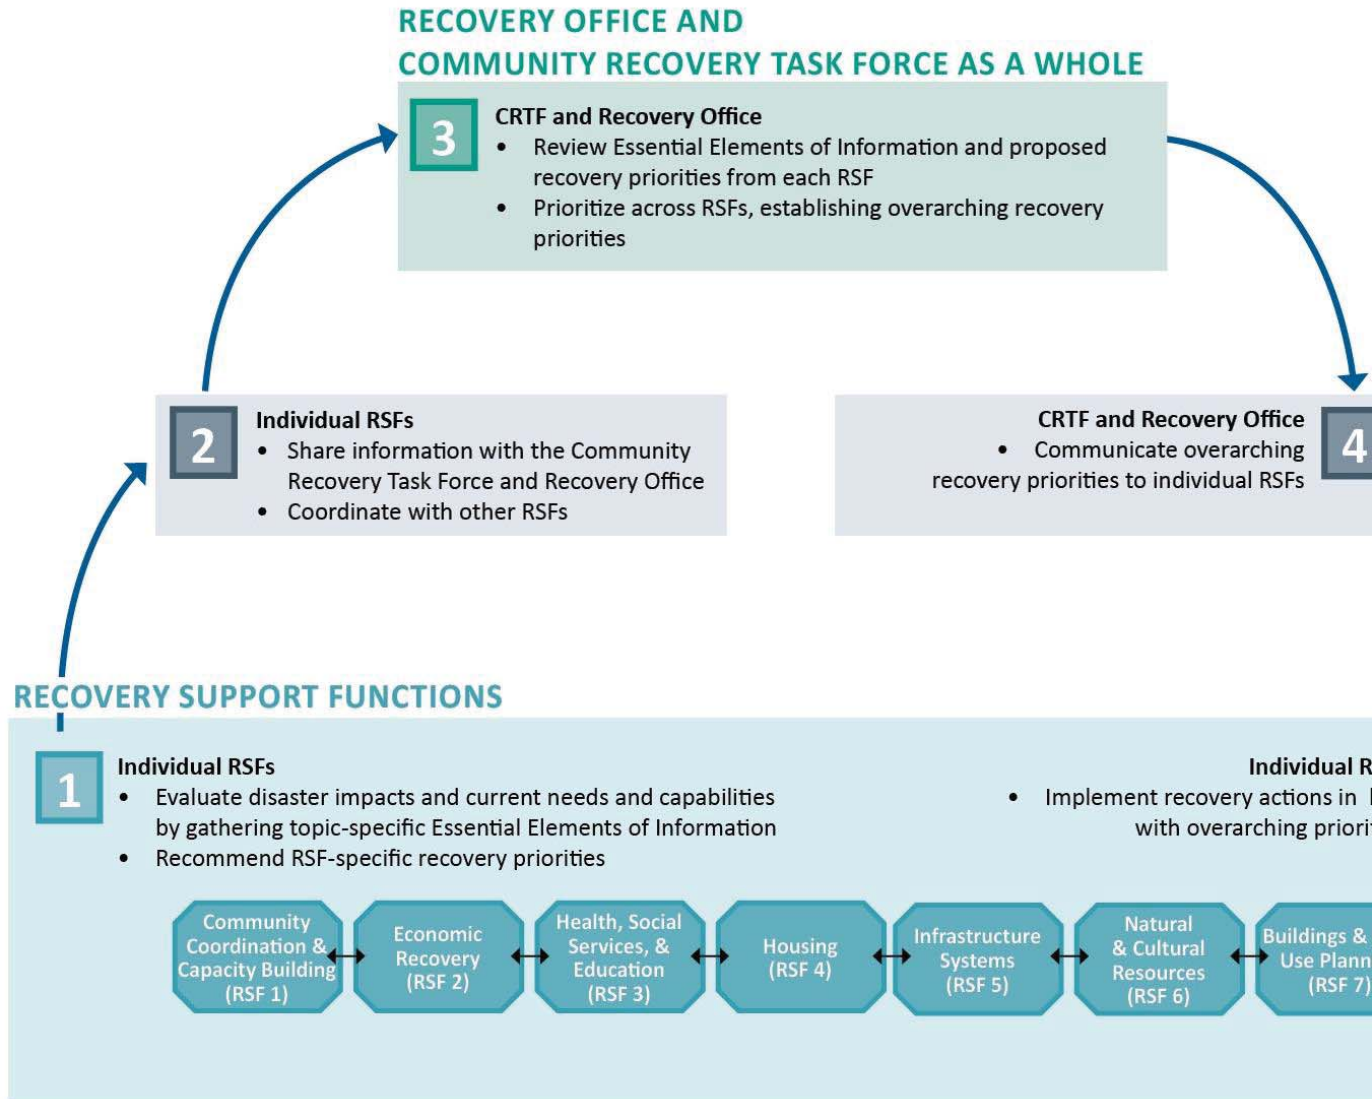 RECOVERY OFFICE AND
COMMUNITY RECOVERY TASK FORCE AS A WHOLE
3
CRTF and Recovery Office
• Review Essential Elements of Information and proposed
recovery priorities from each RSF
• Prioritize across RSFs, establishing overarching recovery
priorities
2
Individual RSFs
• Share information with the Community
Recovery Task Force and Recovery Office
• Coordinate with other RSFs
CRTF and Recovery Office
• Communicate overarching
recovery priorities to individual RSFs
4
RECOVERY SUPPORT FUNCTIONS
1
Individual RSFs
• Evaluate disaster impacts and current needs and capabilities
by gathering topic-specific Essential Elements of Information
• Recommend RSF-specific recovery priorities
Individual
• Implement recovery actions in
with overarching
Community
Coordination &
Capacity Building
(RSF 1)
Economic
Recovery
(RSF 2)
Health, Social
Services, &
Education
(RSF 3)
Housing
(RSF 4)
Infrastructure
Systems
(RSF 5)
Natural
& Cultural
Resources
(RSF 6)
Buildings &
Use
(RSF 7)